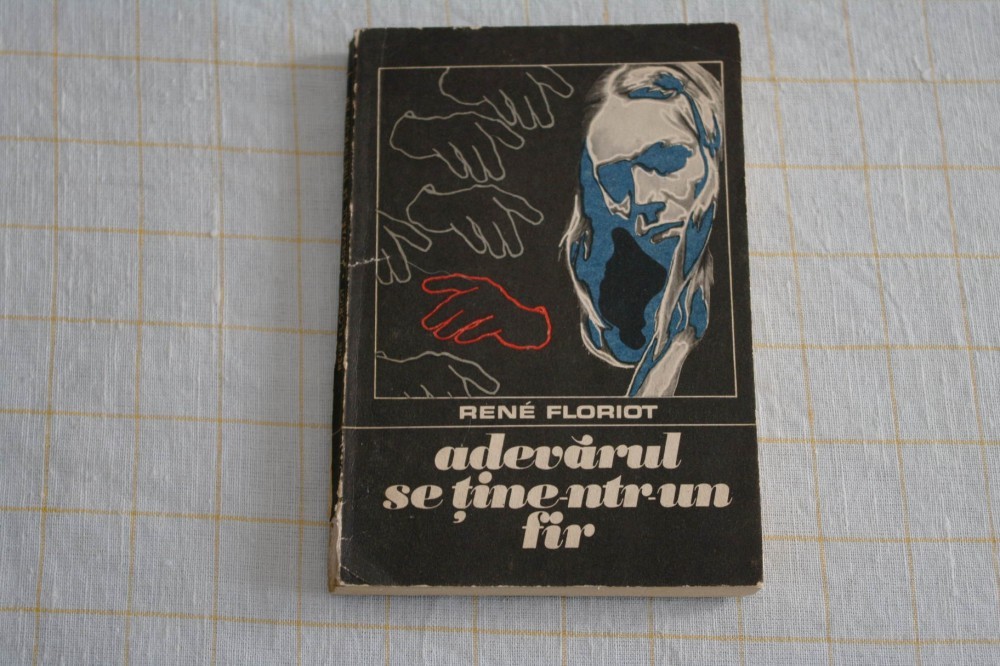 RENÉ FLORIOT
adevărul
se ține-ntr-un
fir